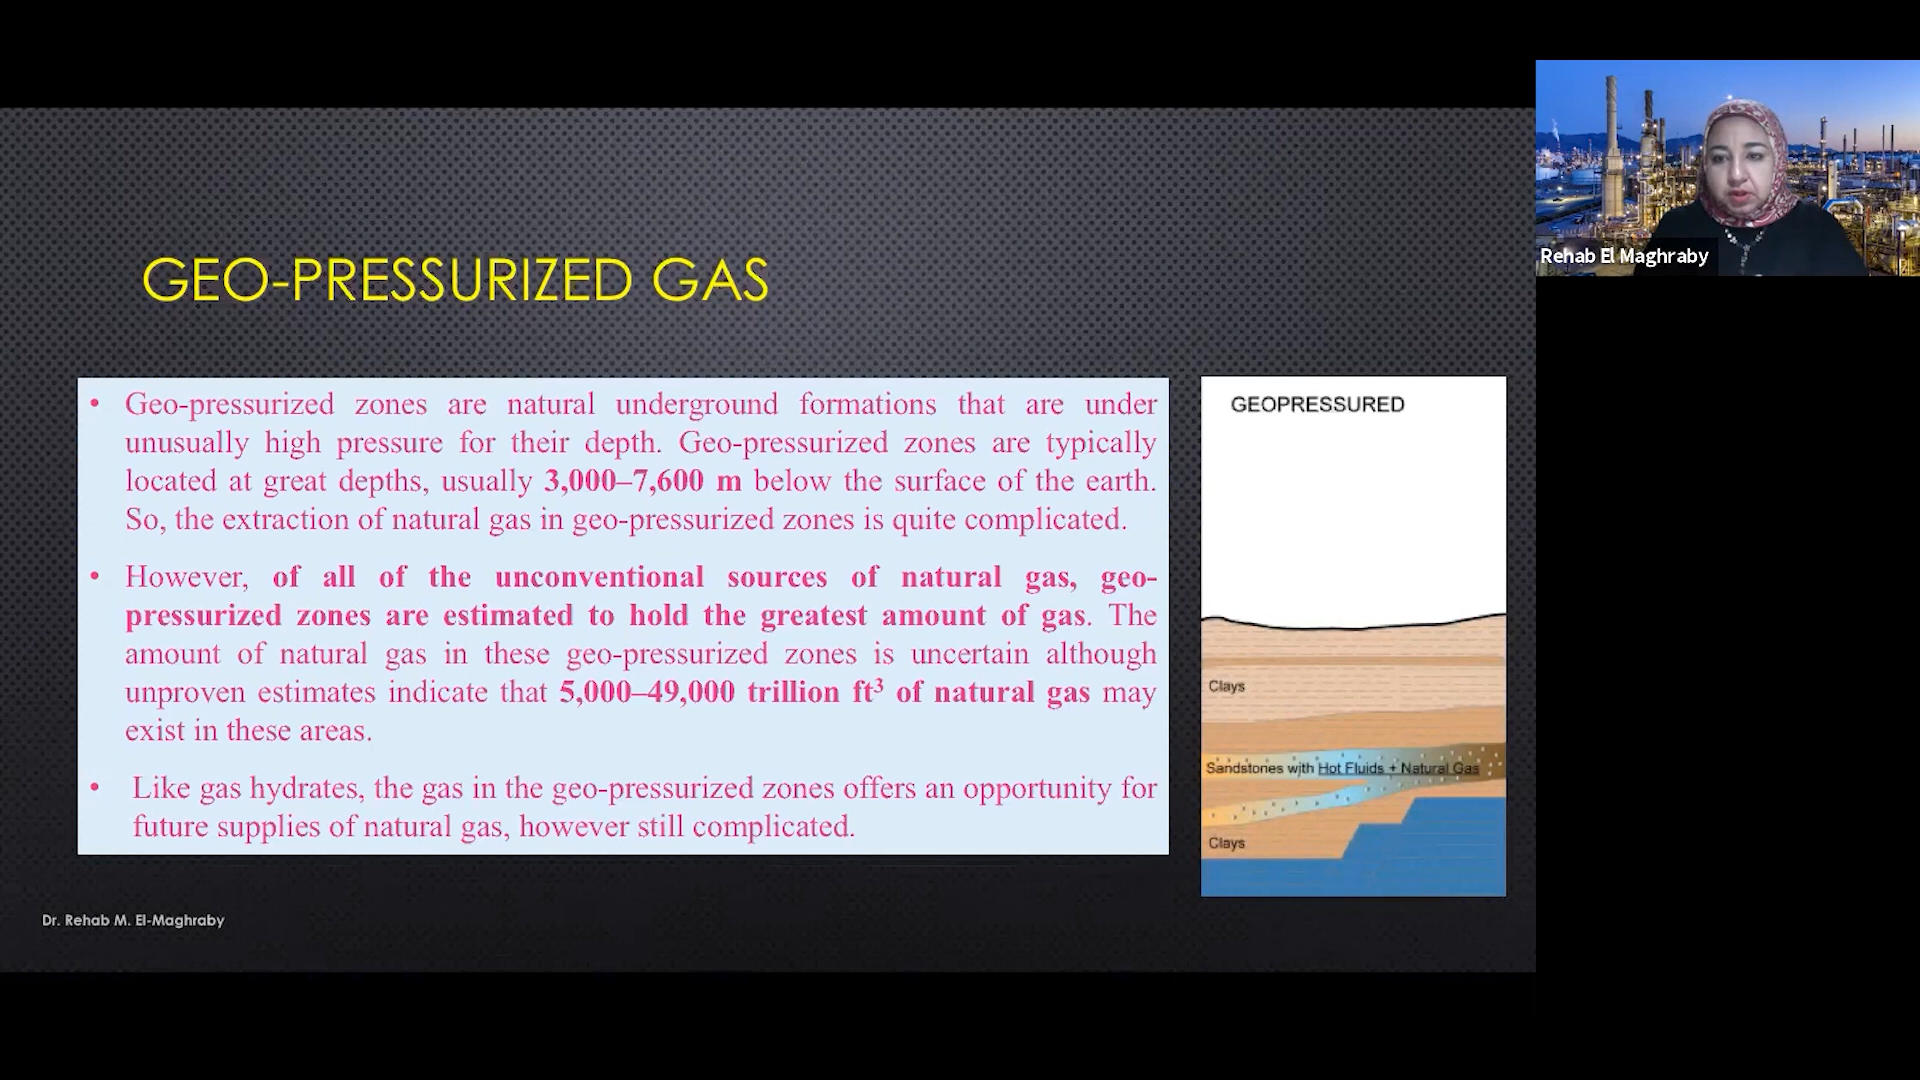 GEO-PRESSURIZED GAS
• Geo-pressurized zones are natural underground formations that are under
unusually high pressure for their depth. Geo-pressurized zones are typically
located at great depths, usually 3,000–7,600 m below the surface of the earth.
So, the extraction of natural gas in geo-pressurized zones is quite complicated.
• However, of all of the unconventional sources of natural gas, geo-
pressurized zones are estimated to hold the greatest amount of gas. The
amount of natural gas in these geo-pressurized zones is uncertain although
unproven estimates indicate that 5,000–49,000 trillion ft³ of natural gas may
exist in these areas.
• Like gas hydrates, the gas in the geo-pressurized zones offers an opportunity for
future supplies of natural gas, however still complicated.
GEOPRESSURED
Clays
Sandstones with Hot Fluids + Natural Gas
Clays
Dr. Rehab M. El-Maghraby
Rehab El Maghraby